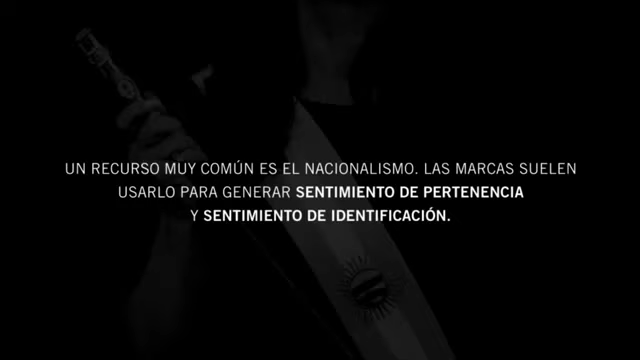 UN RECURSO MUY COMÚN ES EL NACIONALISMO. LAS MARCAS SUELEN
USARLO PARA GENERAR SENTIMIENTO DE PERTENENCIA
Y SENTIMIENTO DE IDENTIFICACIÓN.